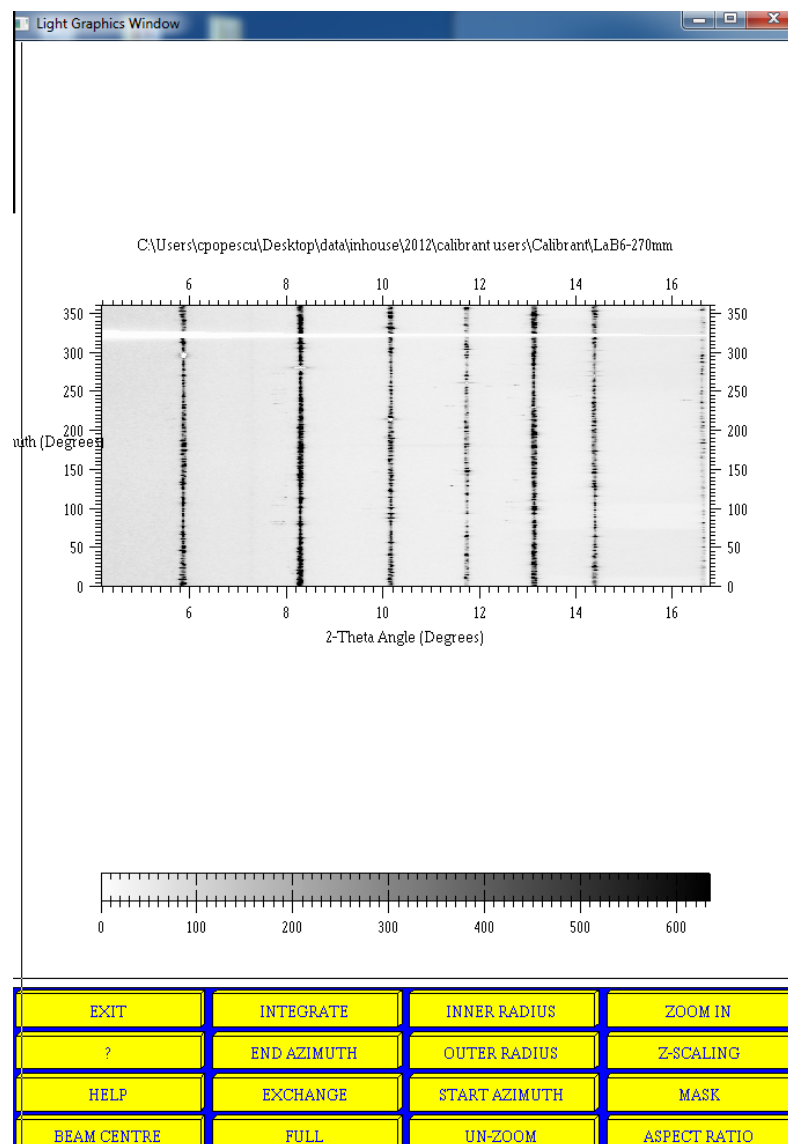 Light Graphics Window
C:\Users\cpopescu\Desktop\data\inhouse\2012\calibrant users\Calibrant\LaB6-270mm
6 8 10 12 14 16
350 350
300 300
250 250
200 200
(Degrees)
150 150
100 100
50 50
0 0
6 8 10 12 14 16
2-Theta Angle (Degrees)
0 100 200 300 400 500 600
EXIT INTEGRATE INNER RADIUS ZOOM IN
? END AZIMUTH OUTER RADIUS Z-SCALING
HELP EXCHANGE START AZIMUTH MASK
BEAM CENTRE FULL UN-ZOOM ASPECT RATIO